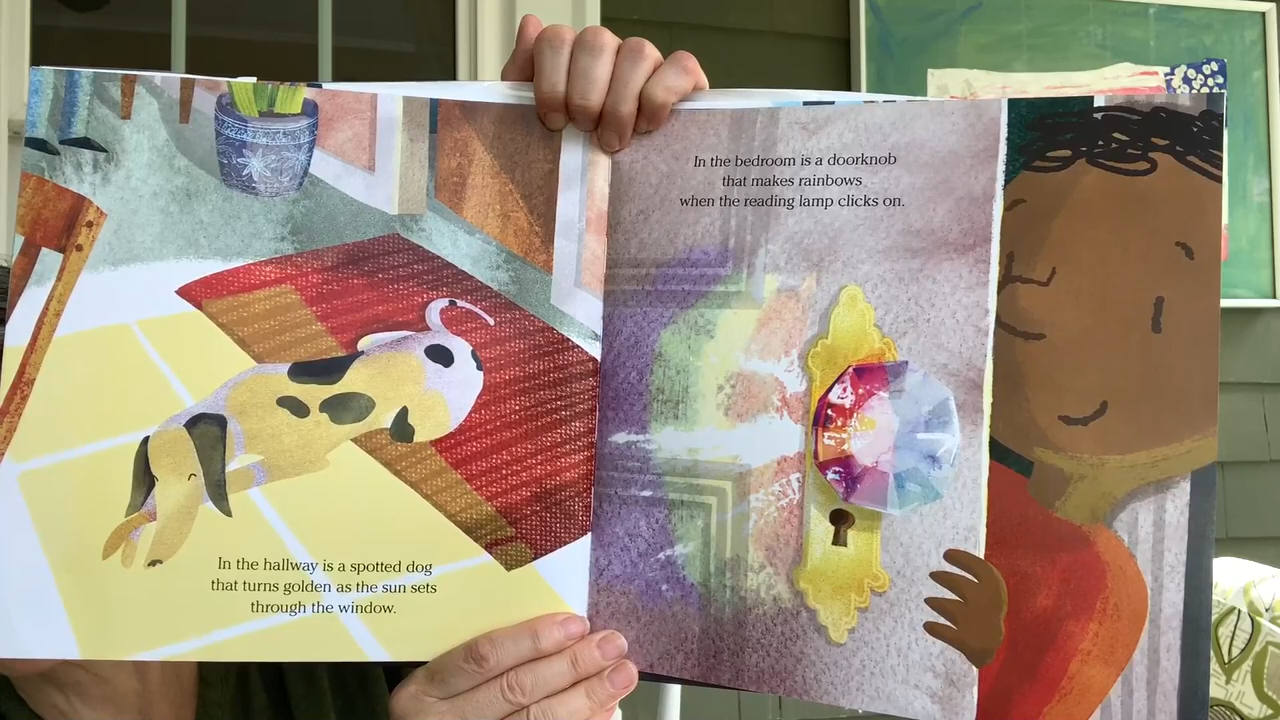 In the hallway is a spotted dog
that turns golden as the sun sets
through the window.
In the bedroom is a doorknob
that makes rainbows
when the reading lamp clicks on.